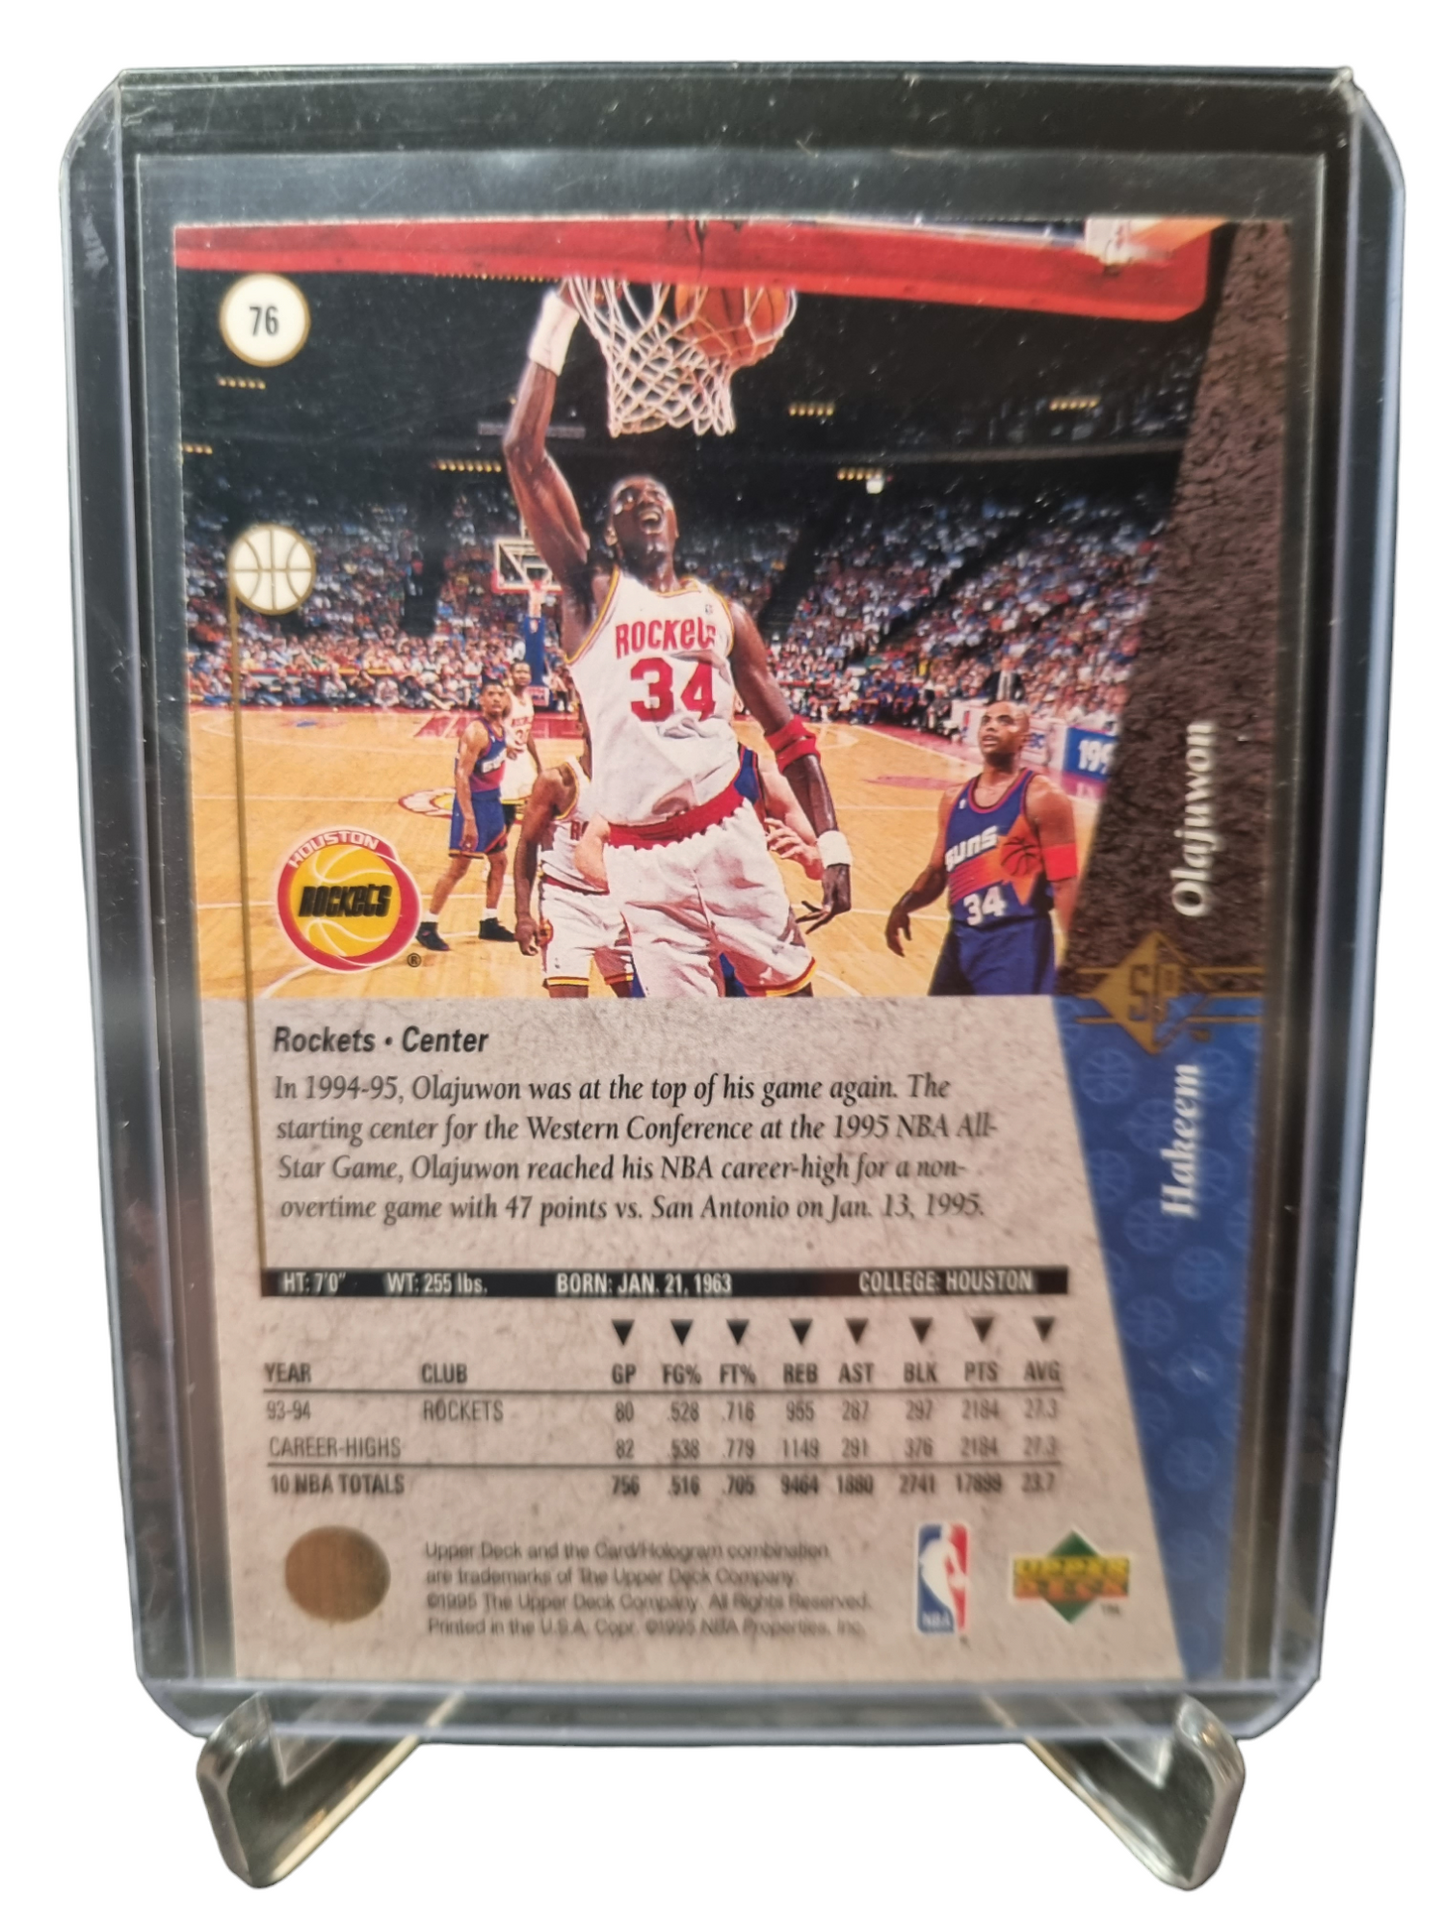 76
ROCKETS
34
SUNS
34
199
HOUSTON
ROCKETS
®
Olajuwon
SP
Hakeem
Rockets • Center
In 1994-95, Olajuwon was at the top of his game again. The
starting center for the Western Conference at the 1995 NBA All-
Star Game, Olajuwon reached his NBA career-high for a non-
overtime game with 47 points vs. San Antonio on Jan. 13, 1995.
HT: 7'0" WT: 255 lbs. BORN: JAN. 21, 1963 COLLEGE: HOUSTON
YEAR CLUB GP FG% FT% REB AST BLK PTS AVG
93-94 ROCKETS 80 .528 .716 955 287 297 2184 27.3
CAREER-HIGHS 82 .538 .779 1149 291 376 2184 27.3
10 NBA TOTALS 756 .516 .705 9464 1880 2741 17899 23.7
Upper Deck and the Card/Hologram combination
are trademarks of The Upper Deck Company.
©1995 The Upper Deck Company. All Rights Reserved.
Printed in the U.S.A. Copr. ©1995 NBA Properties, Inc.
NBA
UPPER
DECK